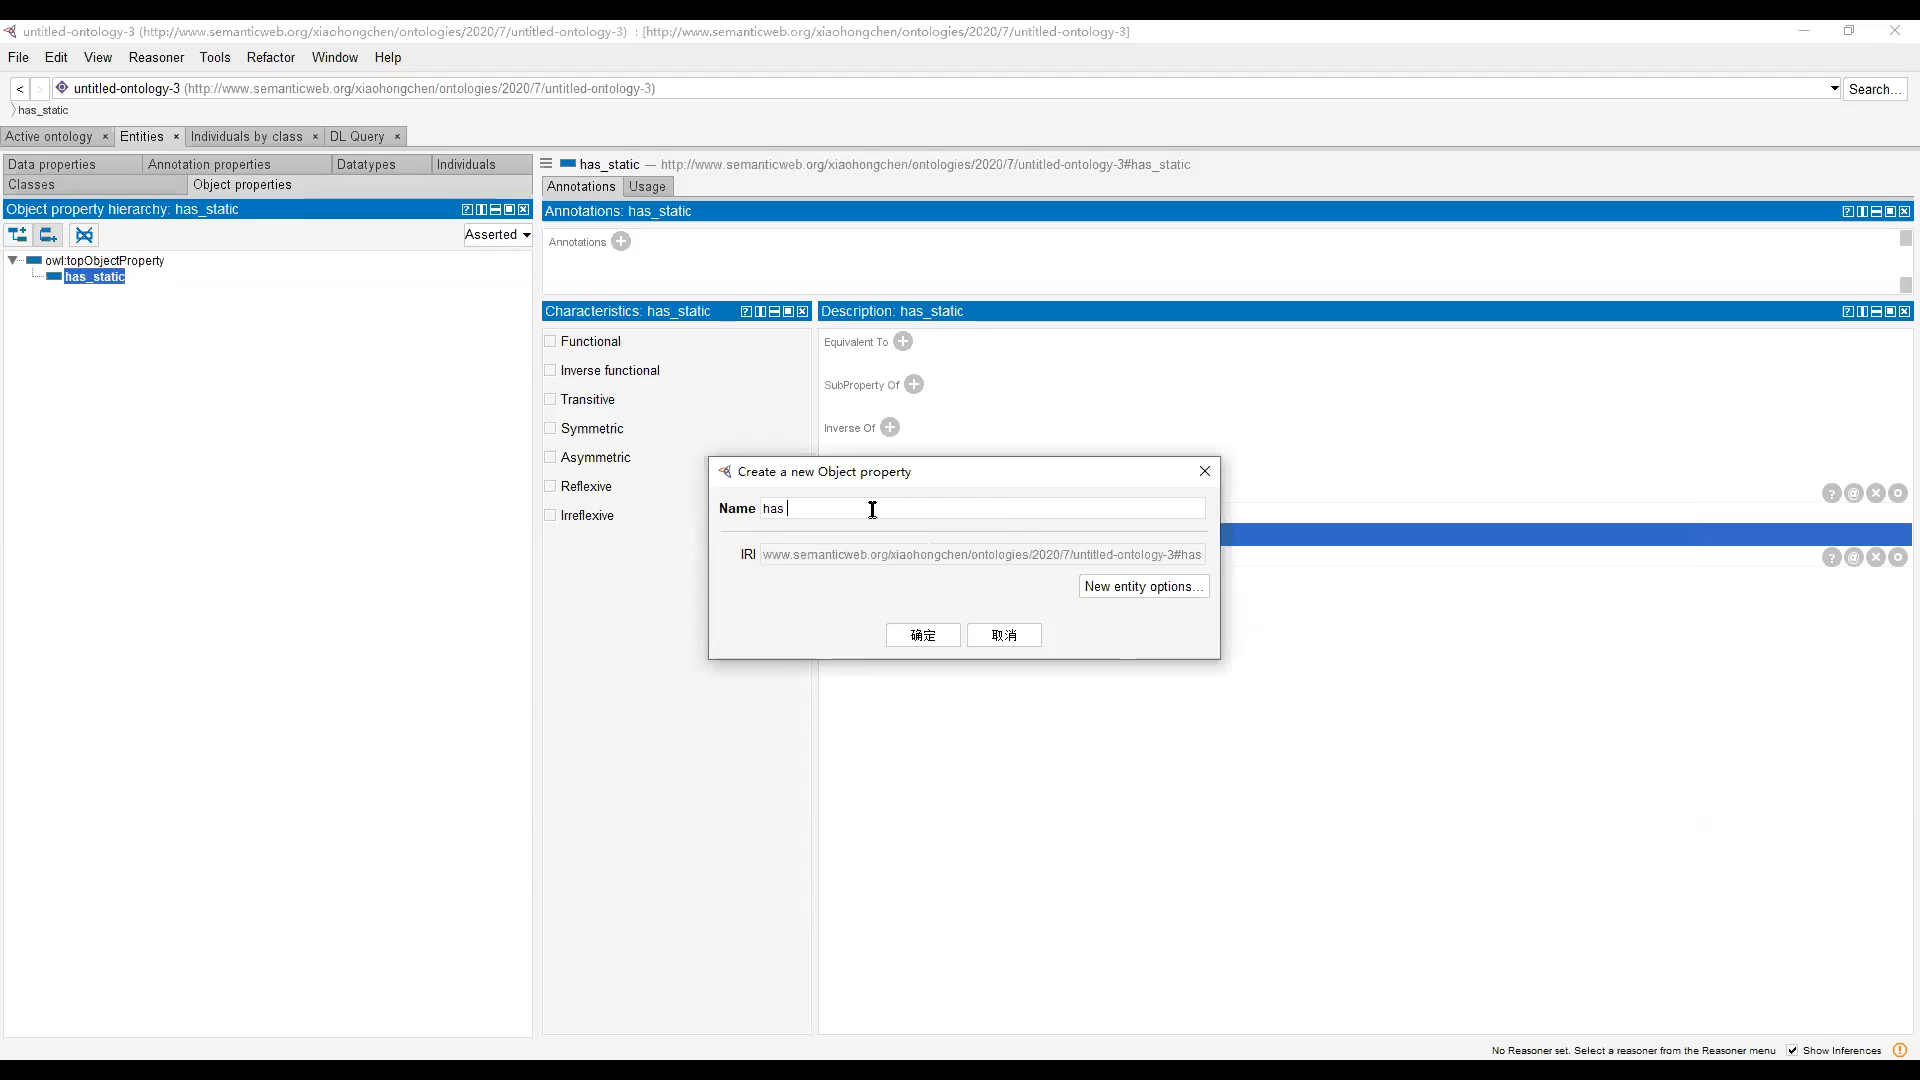 untitled-ontology-3 (http://www.semanticweb.org/xiaohongchen/ontologies/2020/7/untitled-ontology-3) : [http://www.semanticweb.org/xiaohongchen/ontologies/2020/7/untitled-ontology-3]
File Edit View Reasoner Tools Refactor Window Help
< > untitled-ontology-3 (http://www.semanticweb.org/xiaohongchen/ontologies/2020/7/untitled-ontology-3) Search...
has_static
Active ontology × Entities × Individuals by class × DL Query ×
Data properties Annotation properties Datatypes Individuals
Classes Object properties
Object property hierarchy: has_static
Asserted
owl:topObjectProperty
has_static
has_static — http://www.semanticweb.org/xiaohongchen/ontologies/2020/7/untitled-ontology-3#has_static
Annotations Usage
Annotations: has_static
Annotations
Characteristics: has_static
Functional
Inverse functional
Transitive
Symmetric
Asymmetric
Reflexive
Irreflexive
Description: has_static
Equivalent To
SubProperty Of
Inverse Of
Create a new Object property
Name has
IRI www.semanticweb.org/xiaohongchen/ontologies/2020/7/untitled-ontology-3#has
New entity options...
确定 取消
No Reasoner set. Select a reasoner from the Reasoner menu Show Inferences